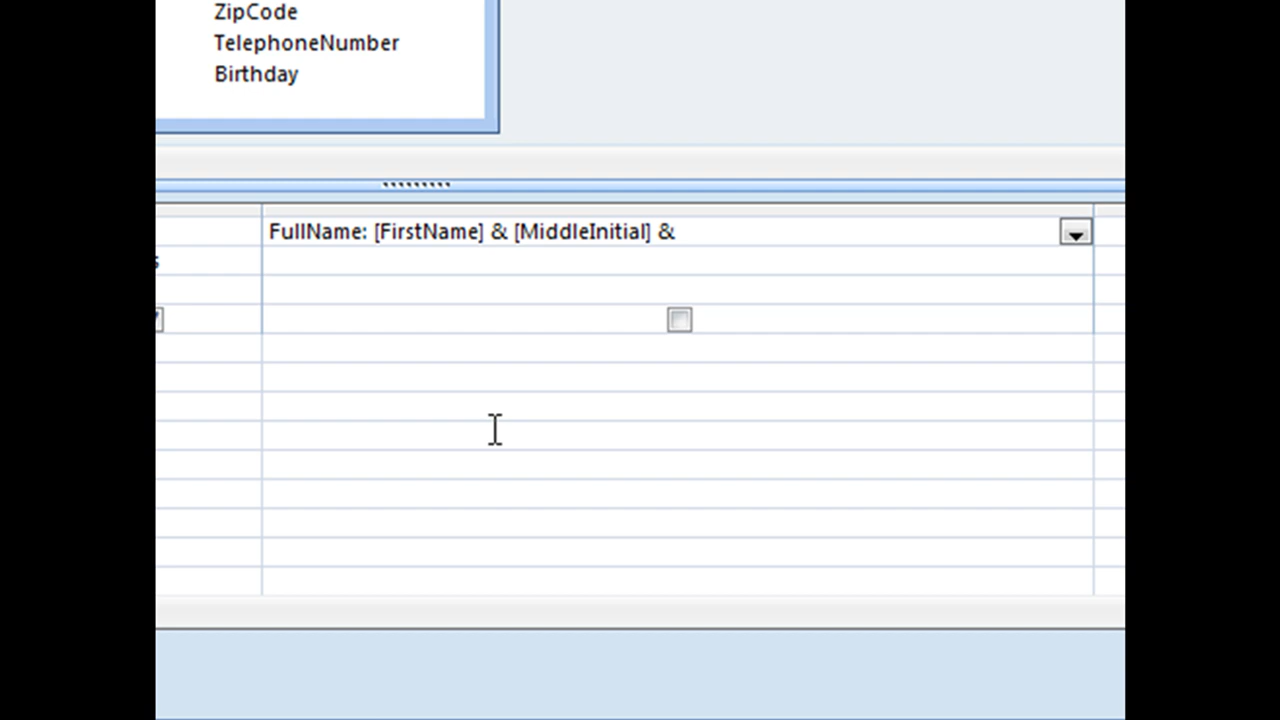 ZipCode
TelephoneNumber
Birthday
FullName: [FirstName] & [MiddleInitial] &
s